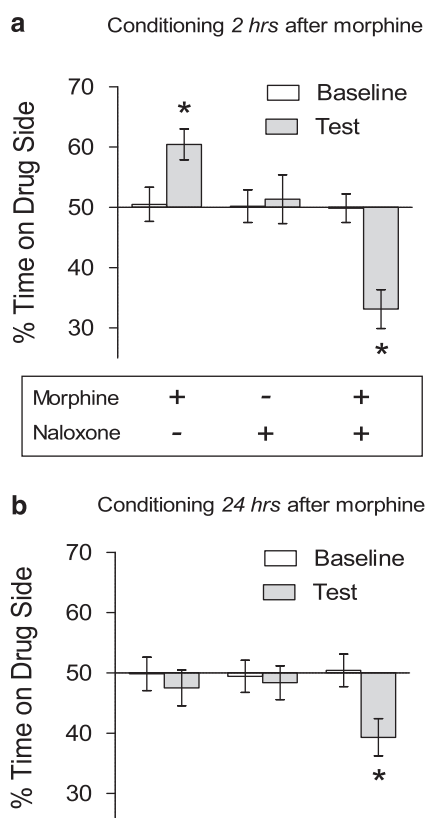 a
Conditioning 2 hrs after morphine
% Time on Drug Side
70
60
50
40
30
Baseline
Test
*
*
Morphine + - +
Naloxone - + +
b
Conditioning 24 hrs after morphine
% Time on Drug Side
70
60
50
40
30
Baseline
Test
*